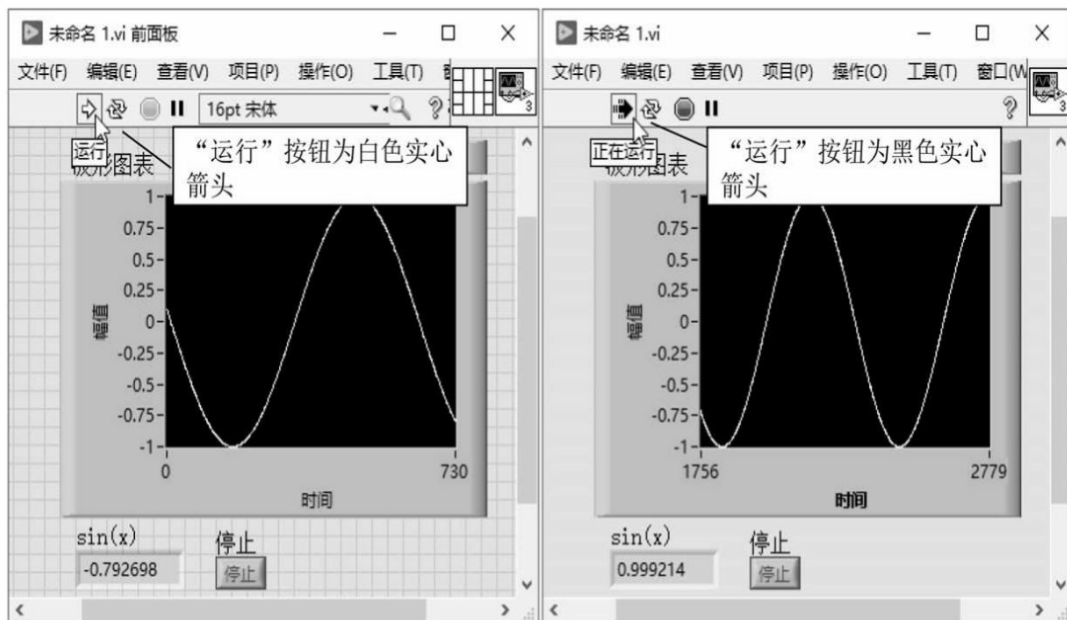 未命名 1.vi 前面板
文件(F) 编辑(E) 查看(V) 项目(P) 操作(O) 工具(T)
3
16pt 宋体
?
运行
“运行”按钮为白色实心
箭头
波形图表
1
0.75
0.5
0.25
0
-0.25
-0.5
-0.75
-1
幅值
0 730
时间
sin(x) 停止
-0.792698 停止
未命名 1.vi
文件(F) 编辑(E) 查看(V) 项目(P) 操作(O) 工具(T) 窗口(W
3
?
正在运行
“运行”按钮为黑色实心
箭头
波形图表
1
0.75
0.5
0.25
0
-0.25
-0.5
-0.75
-1
幅值
1756 2779
时间
sin(x) 停止
0.999214 停止